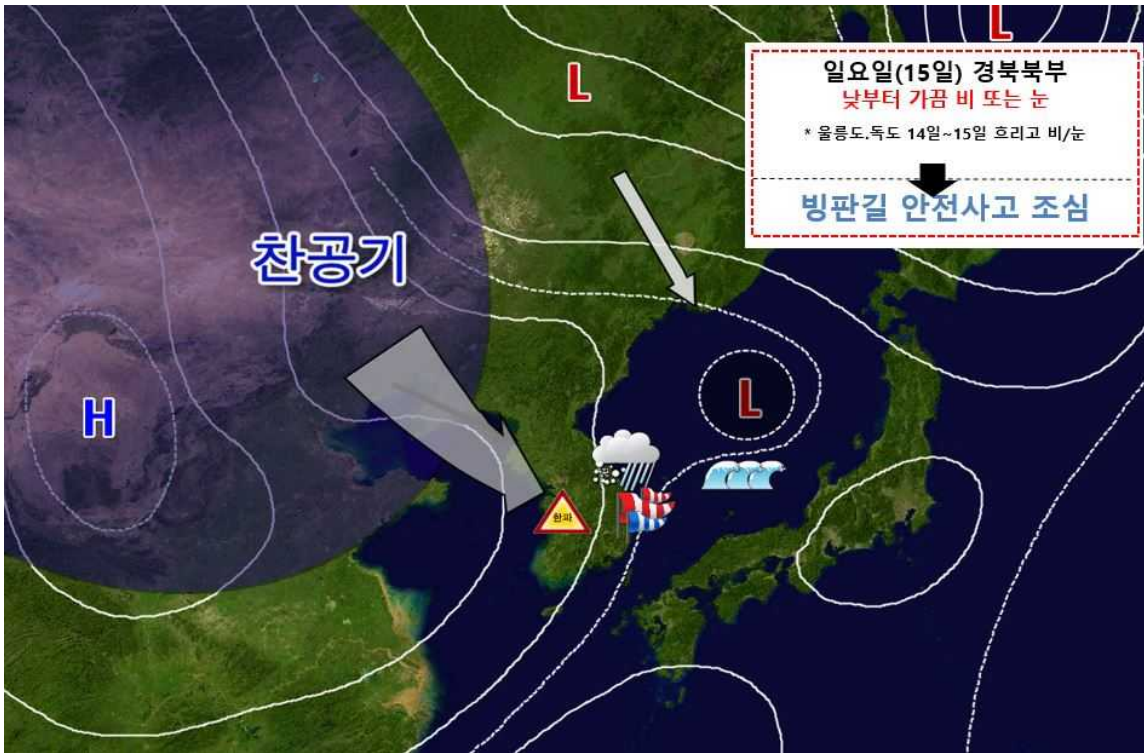 L
L
일요일(15일) 경북북부
낮부터 가끔 비 또는 눈
* 울릉도.독도 14일~15일 흐리고 비/눈
빙판길 안전사고 조심
찬공기
H
L
한파